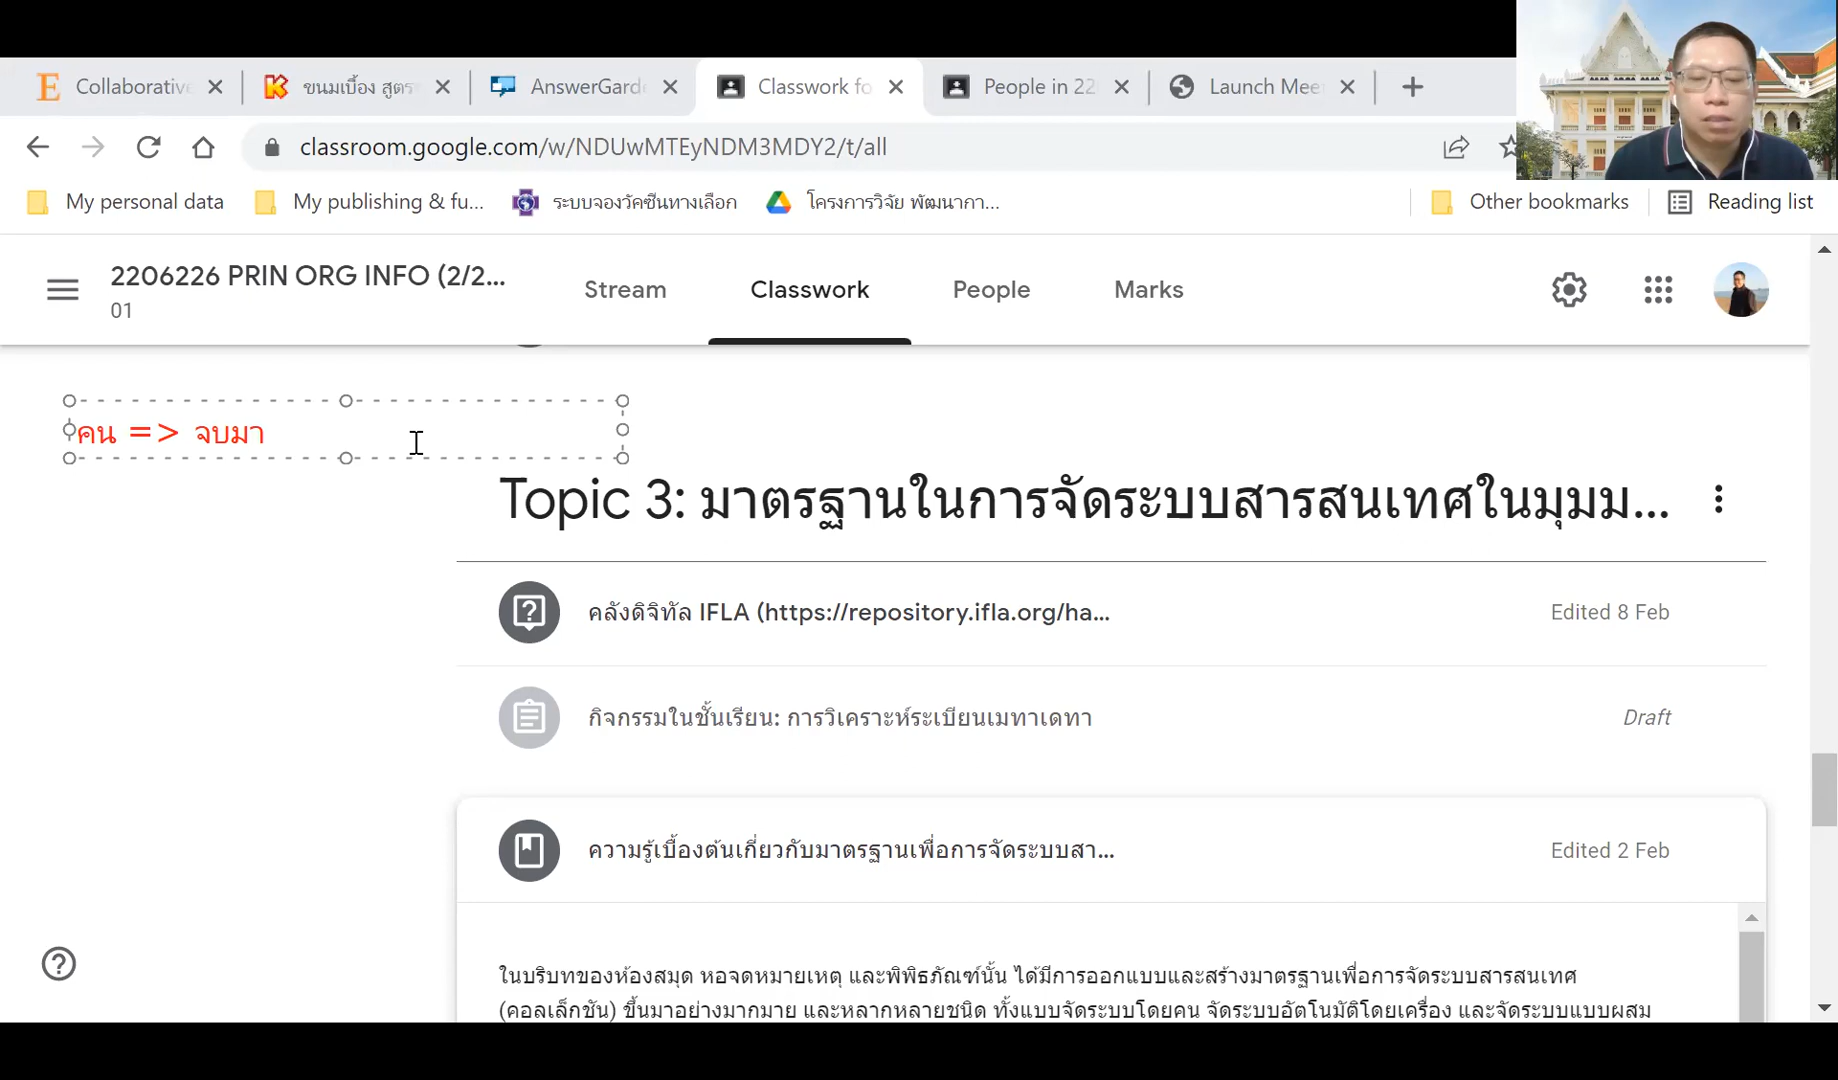 Collaborative
ขนมเบื้อง สูตร
AnswerGard
Classwork fo
People in 22
Launch Mee
classroom.google.com/w/NDUwMTEyNDM3MDY2/t/all
My personal data
My publishing & fu...
ระบบจองวัคซีนทางเลือก
โครงการวิจัย พัฒนากา...
Other bookmarks
Reading list
2206226 PRIN ORG INFO (2/2...
01
Stream
Classwork
People
Marks
คน => จบมา
Topic 3: มาตรฐานในการจัดระบบสารสนเทศในมุมม...
คลังดิจิทัล IFLA (https://repository.ifla.org/ha...
Edited 8 Feb
กิจกรรมในชั้นเรียน: การวิเคราะห์ระเบียนเมทาเดทา
Draft
ความรู้เบื้องต้นเกี่ยวกับมาตรฐานเพื่อการจัดระบบสา...
Edited 2 Feb
ในบริบทของห้องสมุด หอจดหมายเหตุ และพิพิธภัณฑ์นั้น ได้มีการออกแบบและสร้างมาตรฐานเพื่อการจัดระบบสารสนเทศ
(คอลเล็กชัน) ขึ้นมาอย่างมากมาย และหลากหลายชนิด ทั้งแบบจัดระบบโดยคน จัดระบบอัตโนมัติโดยเครื่อง และจัดระบบแบบผสม